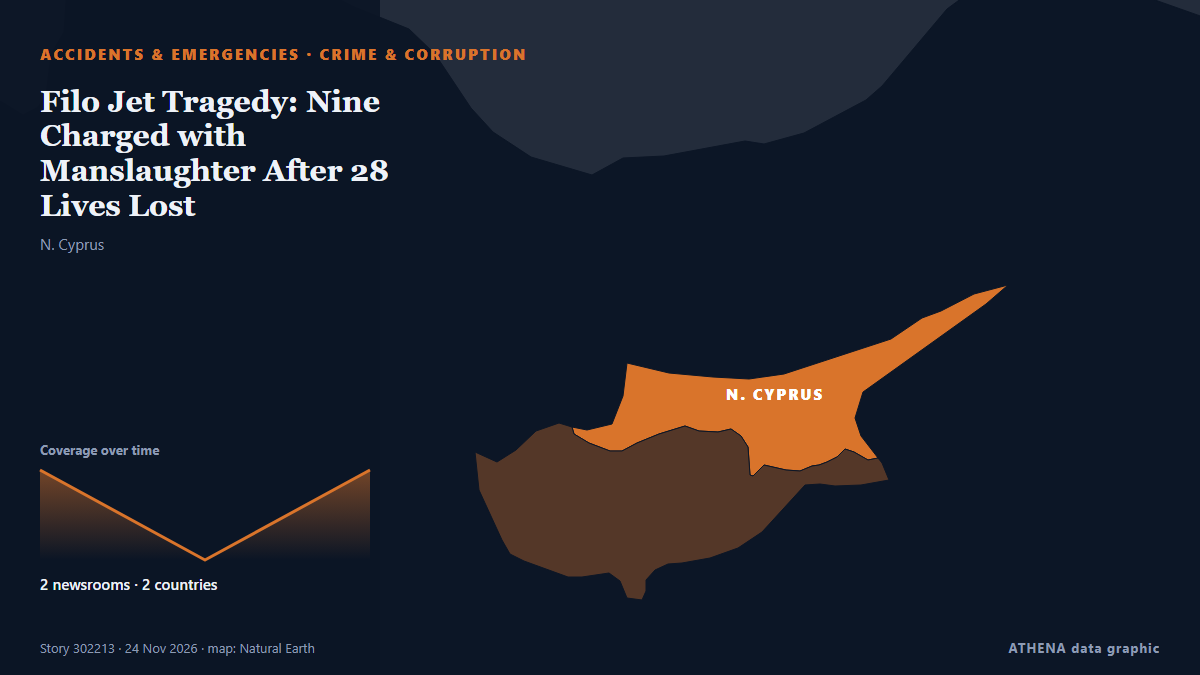 ACCIDENTS & EMERGENCIES · CRIME & CORRUPTION
Filo Jet Tragedy: Nine
Charged with
Manslaughter After 28
Lives Lost
N. Cyprus
N. CYPRUS
Coverage over time
2 newsrooms · 2 countries
Story 302213 · 24 Nov 2026 · map: Natural Earth
ATHENA data graphic